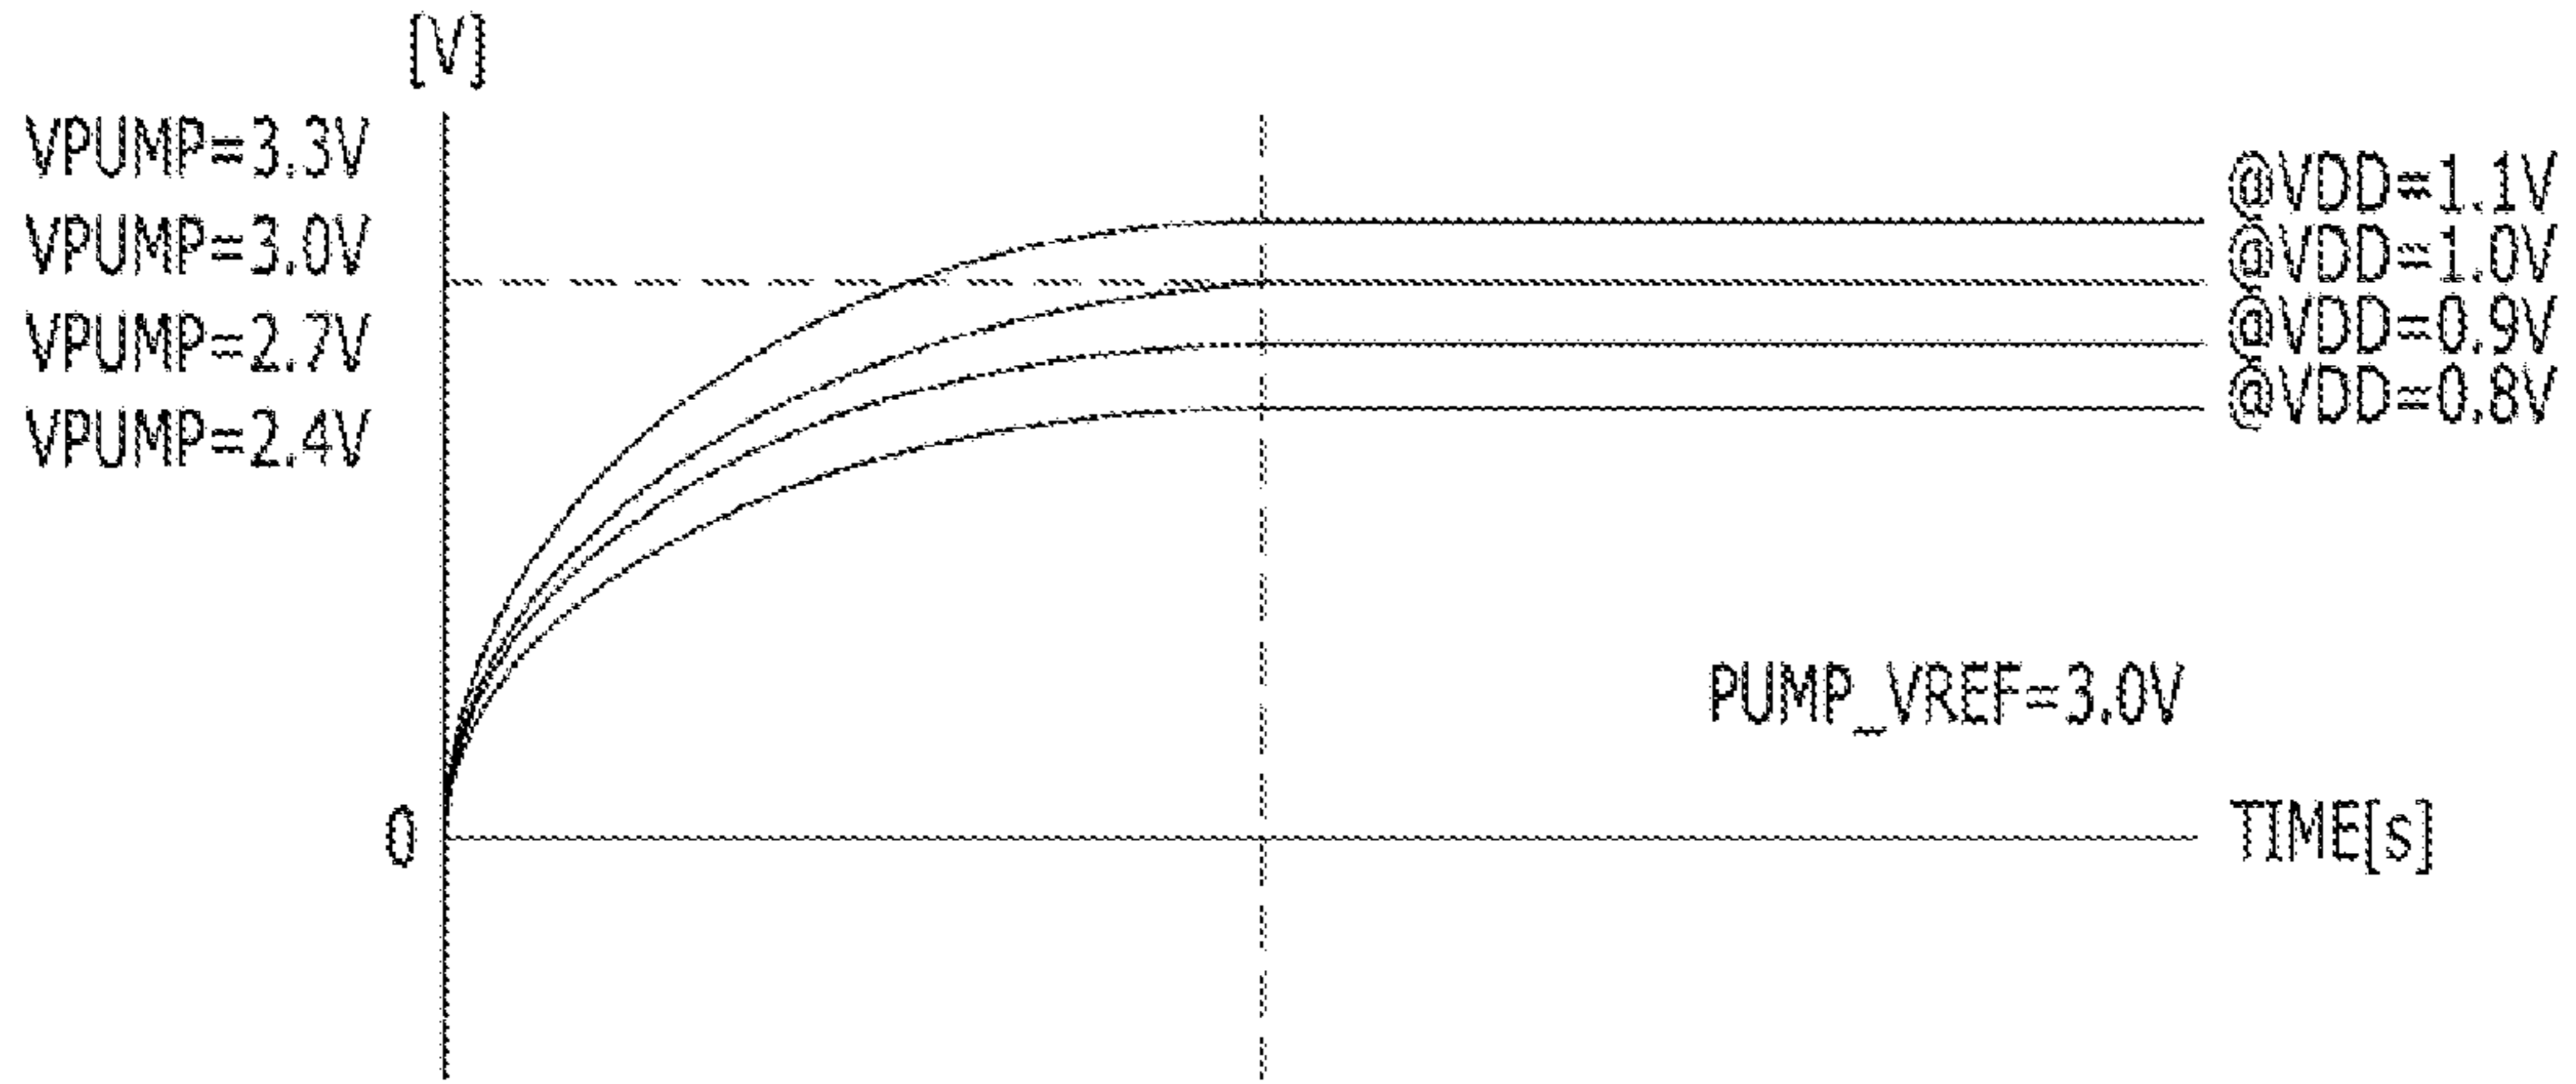 [V]
VPUMP=3.3V
VPUMP=3.0V
VPUMP=2.7V
VPUMP=2.4V
@VDD=1.1V
@VDD=1.0V
@VDD=0.9V
@VDD=0.8V
PUMP_VREF=3.0V
0
TIME[s]